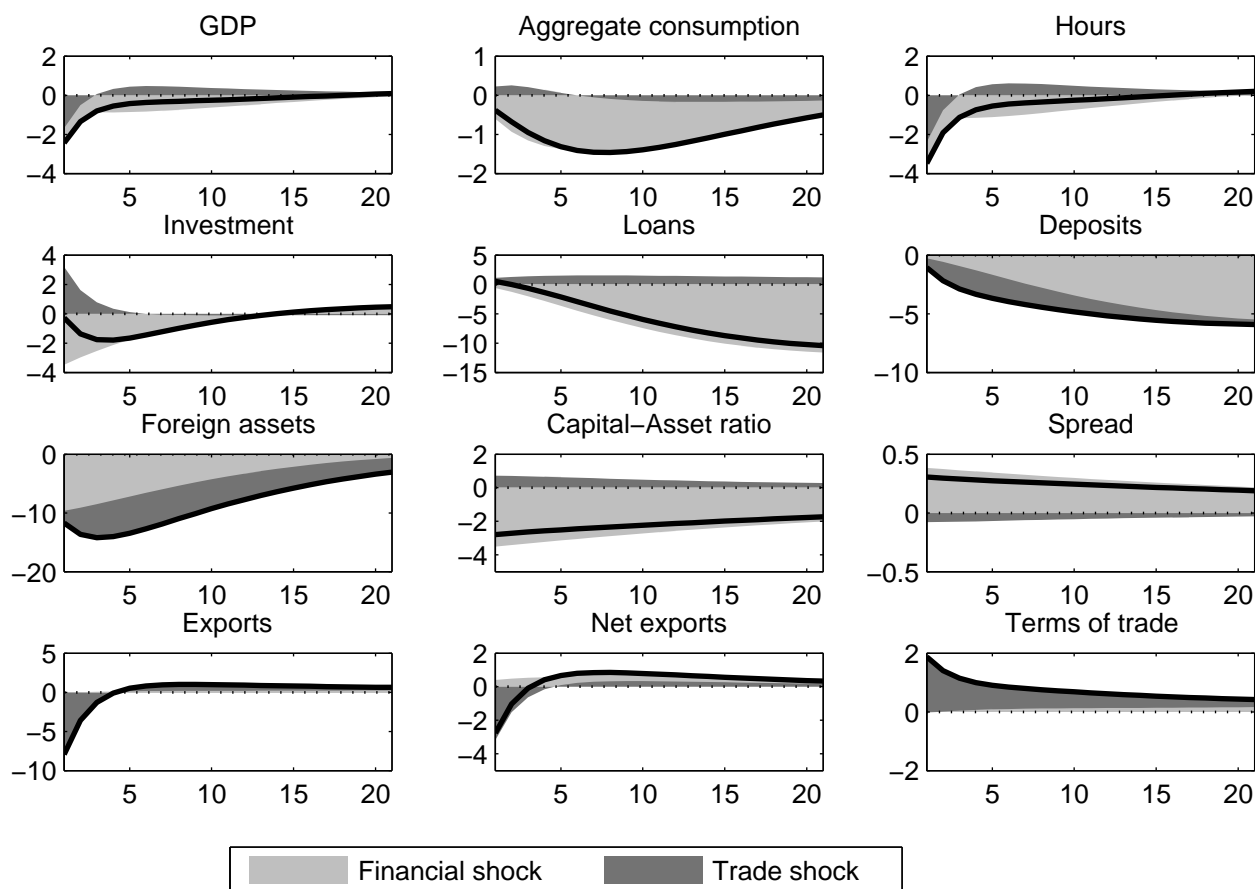 GDP Aggregate consumption Hours
2 1 2
0 0 0
−2 −1 −2
−4 −2 −4
5 10 15 20 5 10 15 20 5 10 15 20
Investment Loans Deposits
4 5 0
2 0
0 −5 −5
−2 −10
−4 −15 −10
5 10 15 20 5 10 15 20 5 10 15 20
Foreign assets Capital−Asset ratio Spread
0 2 0.5
0
−10 −2 0
−4
−20 −0.5
5 10 15 20 5 10 15 20 5 10 15 20
Exports Net exports Terms of trade
5 2 2
0 0 0
−5 −2
−10 −4 −2
5 10 15 20 5 10 15 20 5 10 15 20
Financial shock Trade shock